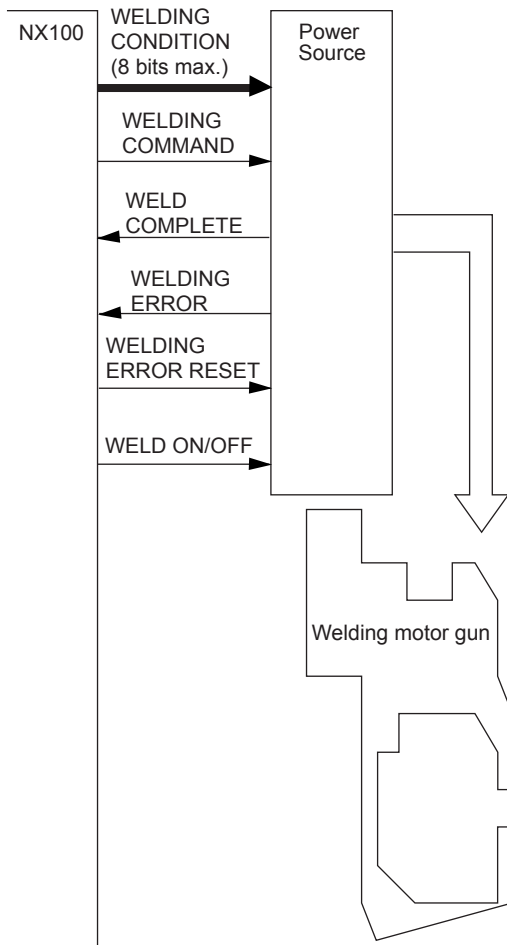 NX100
WELDING
CONDITION
(8 bits max.)
Power
Source
WELDING
COMMAND
WELD
COMPLETE
WELDING
ERROR
WELDING
ERROR RESET
WELD ON/OFF
Welding motor gun